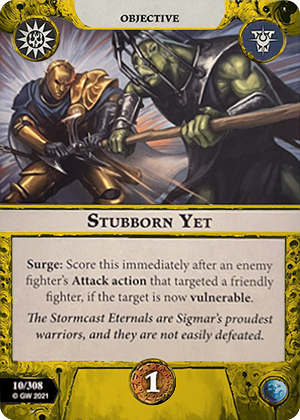 OBJECTIVE
STUBBORN YET
Surge: Score this immediately after an enemy
fighter's Attack action that targeted a friendly
fighter, if the target is now vulnerable.
The Stormcast Eternals are Sigmar's proudest
warriors, and they are not easily defeated.
10/308
© GW 2021
1